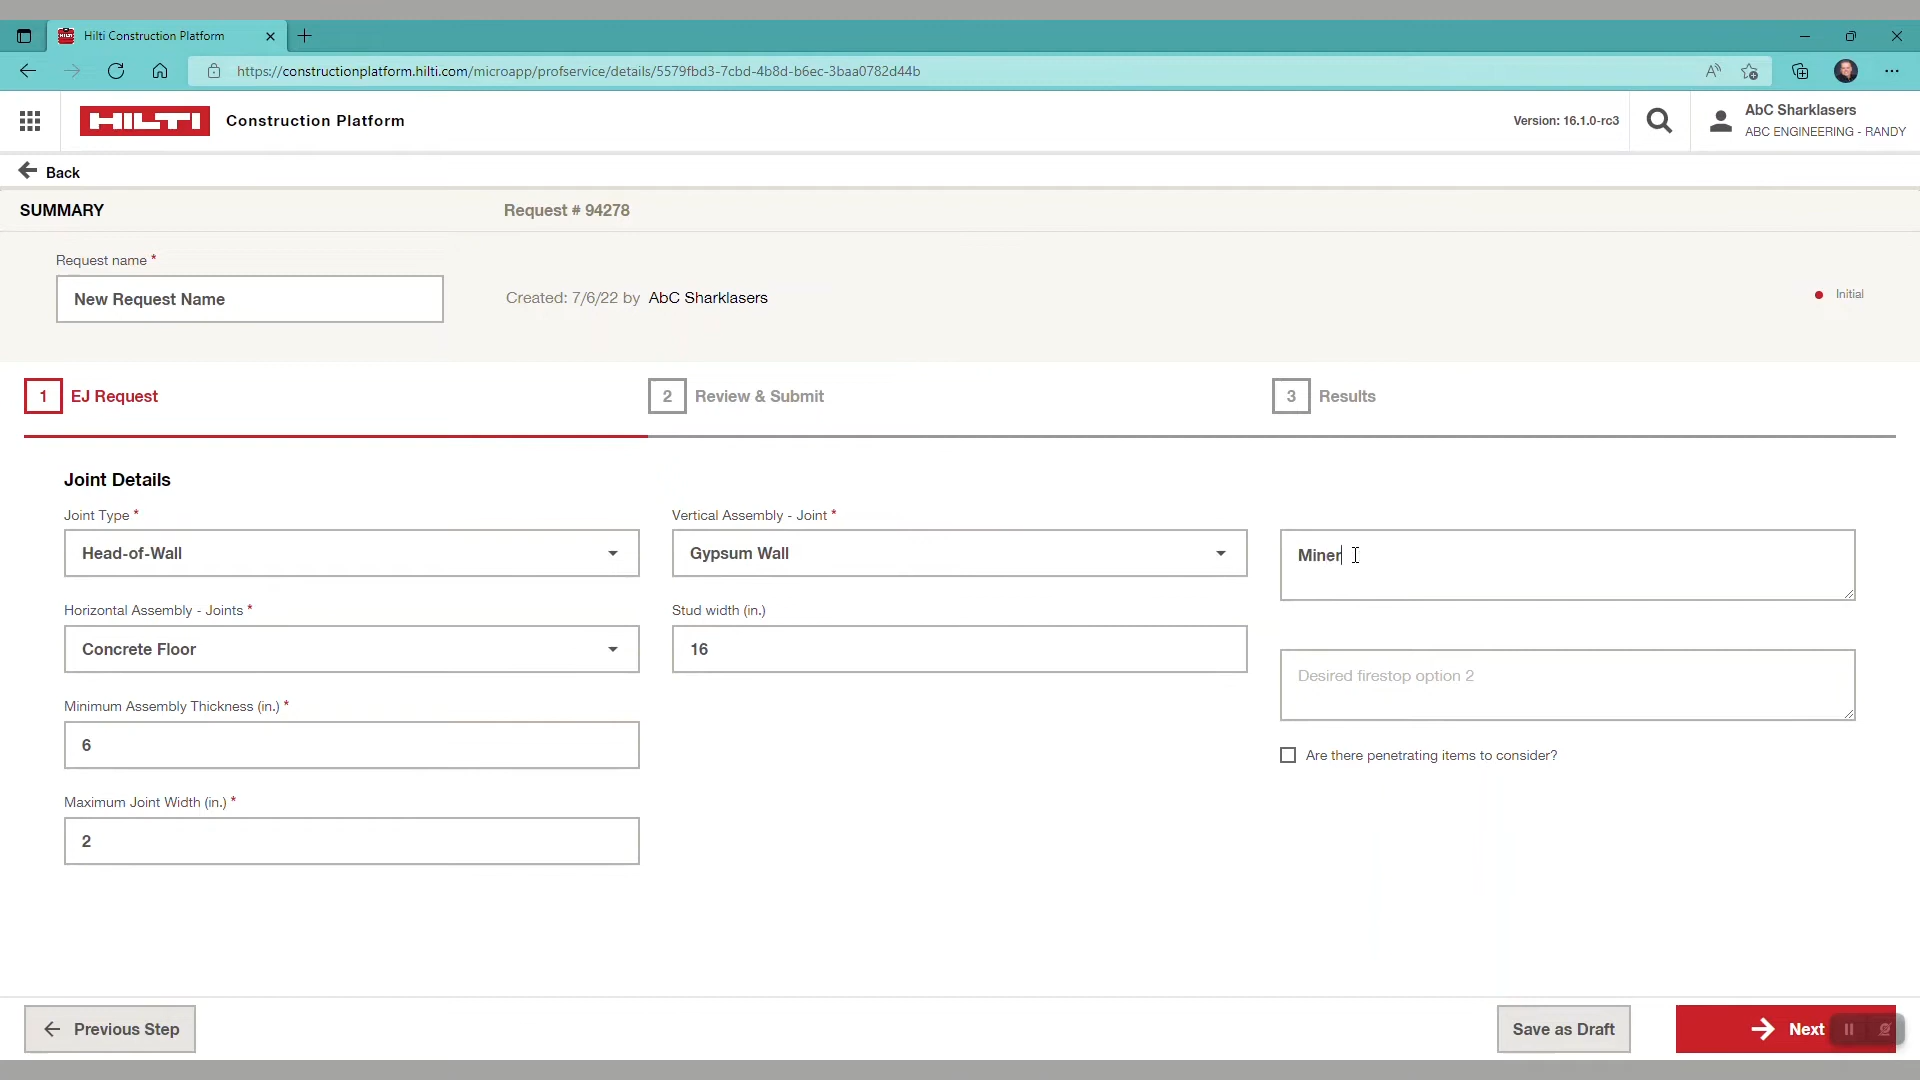 Hilti Construction Platform
https://constructionplatform.hilti.com/microapp/profservice/details/5579fbd3-7cbd-4b8d-b6ec-3baa0782d44b
HILTI
Construction Platform
Version: 16.1.0-rc3
AbC Sharklasers
ABC ENGINEERING - RANDY
Back
SUMMARY
Request # 94278
Request name *
New Request Name
Created: 7/6/22 by AbC Sharklasers
Initial
1 EJ Request
2 Review & Submit
3 Results
Joint Details
Joint Type *
Head-of-Wall
Horizontal Assembly - Joints *
Concrete Floor
Minimum Assembly Thickness (in.) *
6
Maximum Joint Width (in.) *
2
Vertical Assembly - Joint *
Gypsum Wall
Stud width (in.)
16
Miner
Desired firestop option 2
Are there penetrating items to consider?
Previous Step
Save as Draft
Next